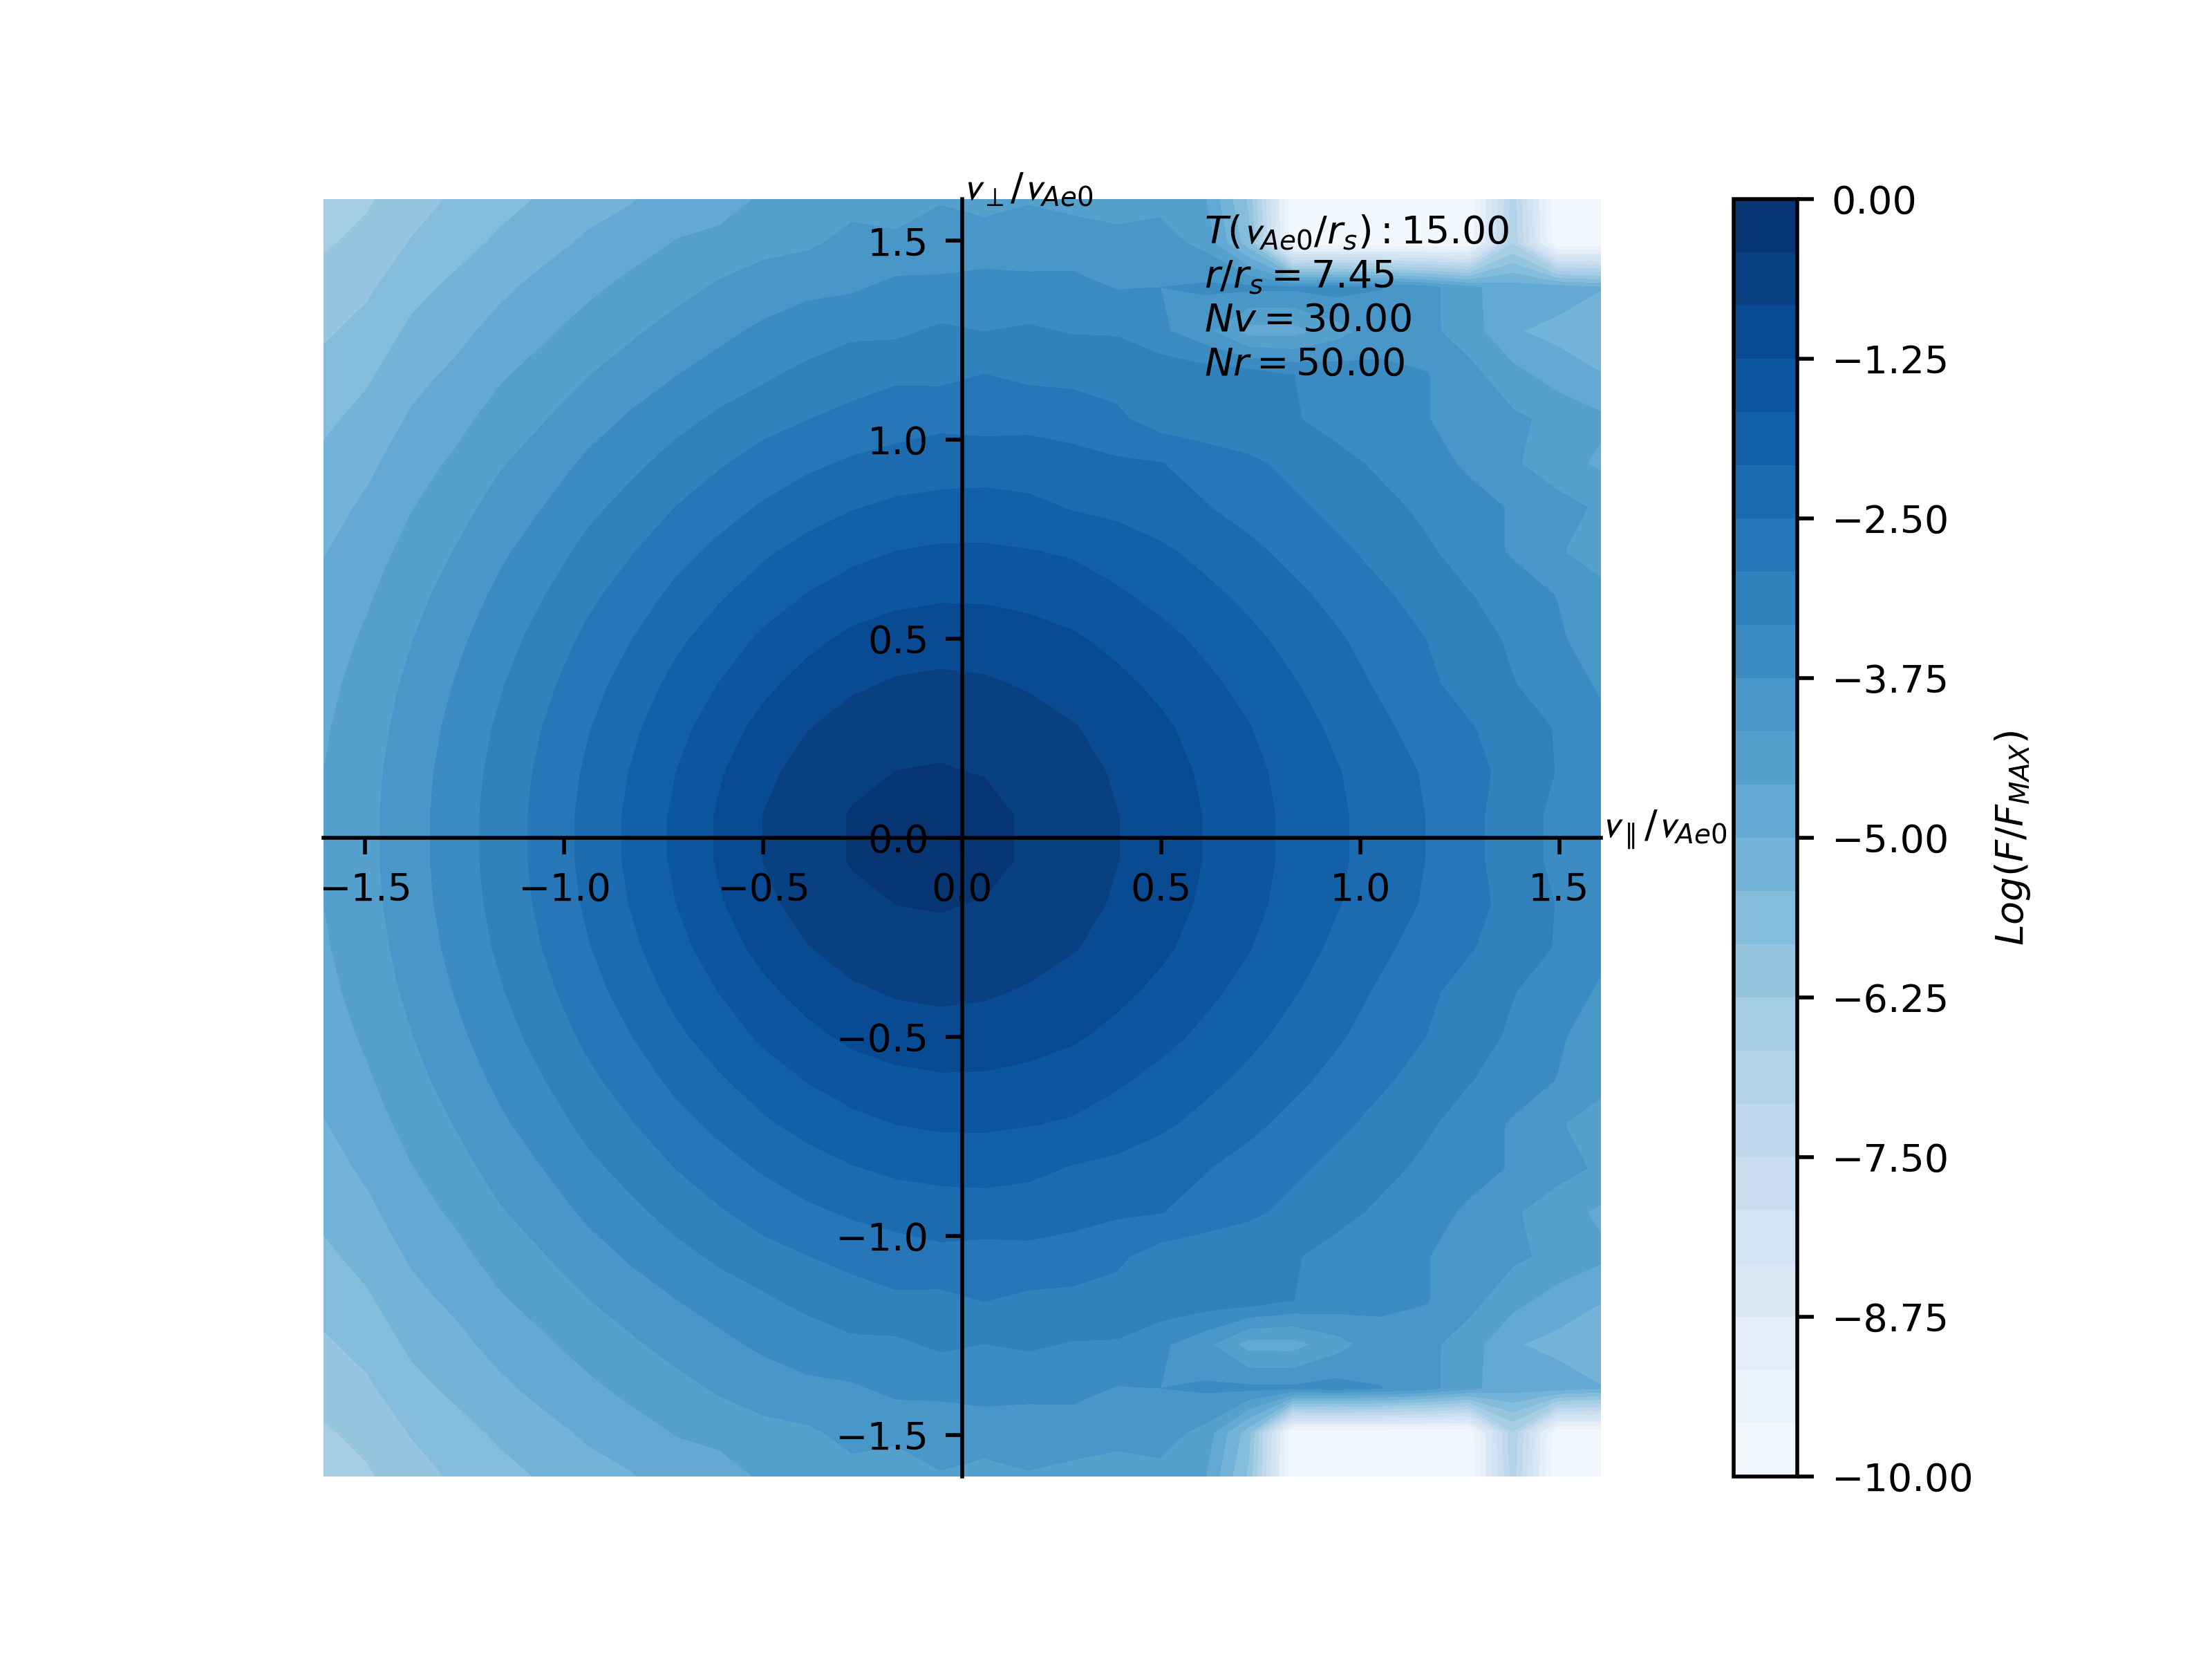 v⊥/vAe0
T(vAe0/rs) : 15.00
r/rs = 7.45
Nv = 30.00
Nr = 50.00
1.5
1.0
0.5
0.0
−0.5
−1.0
−1.5
−1.5 −1.0 −0.5 0.0 0.5 1.0 1.5
v∥/vAe0
0.00
−1.25
−2.50
−3.75
−5.00
−6.25
−7.50
−8.75
−10.00
Log(F/FMAX)